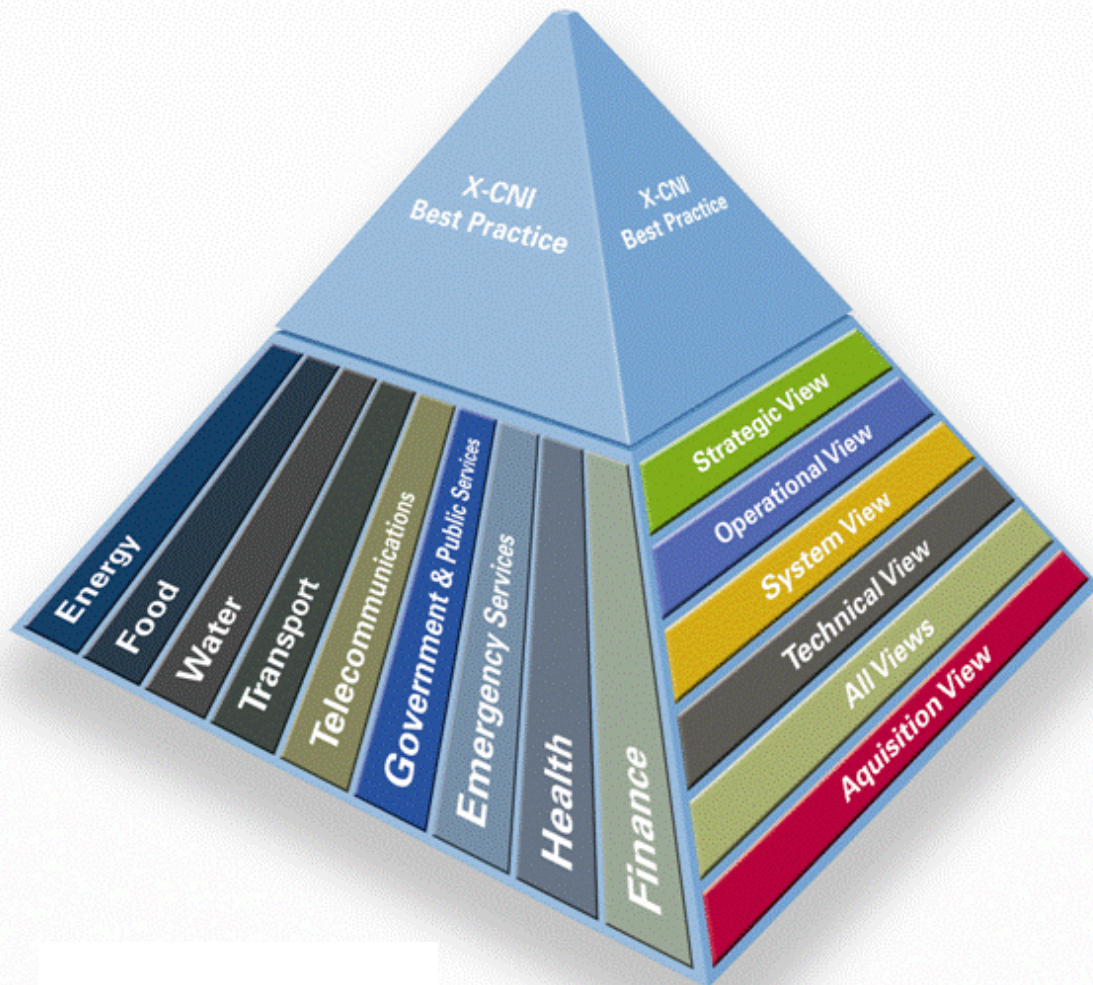 X-CNI
Best Practice
X-CNI
Best Practice
Energy
Food
Water
Transport
Telecommunications
Government & Public Services
Emergency Services
Health
Finance
Strategic View
Operational View
System View
Technical View
All Views
Aquisition View